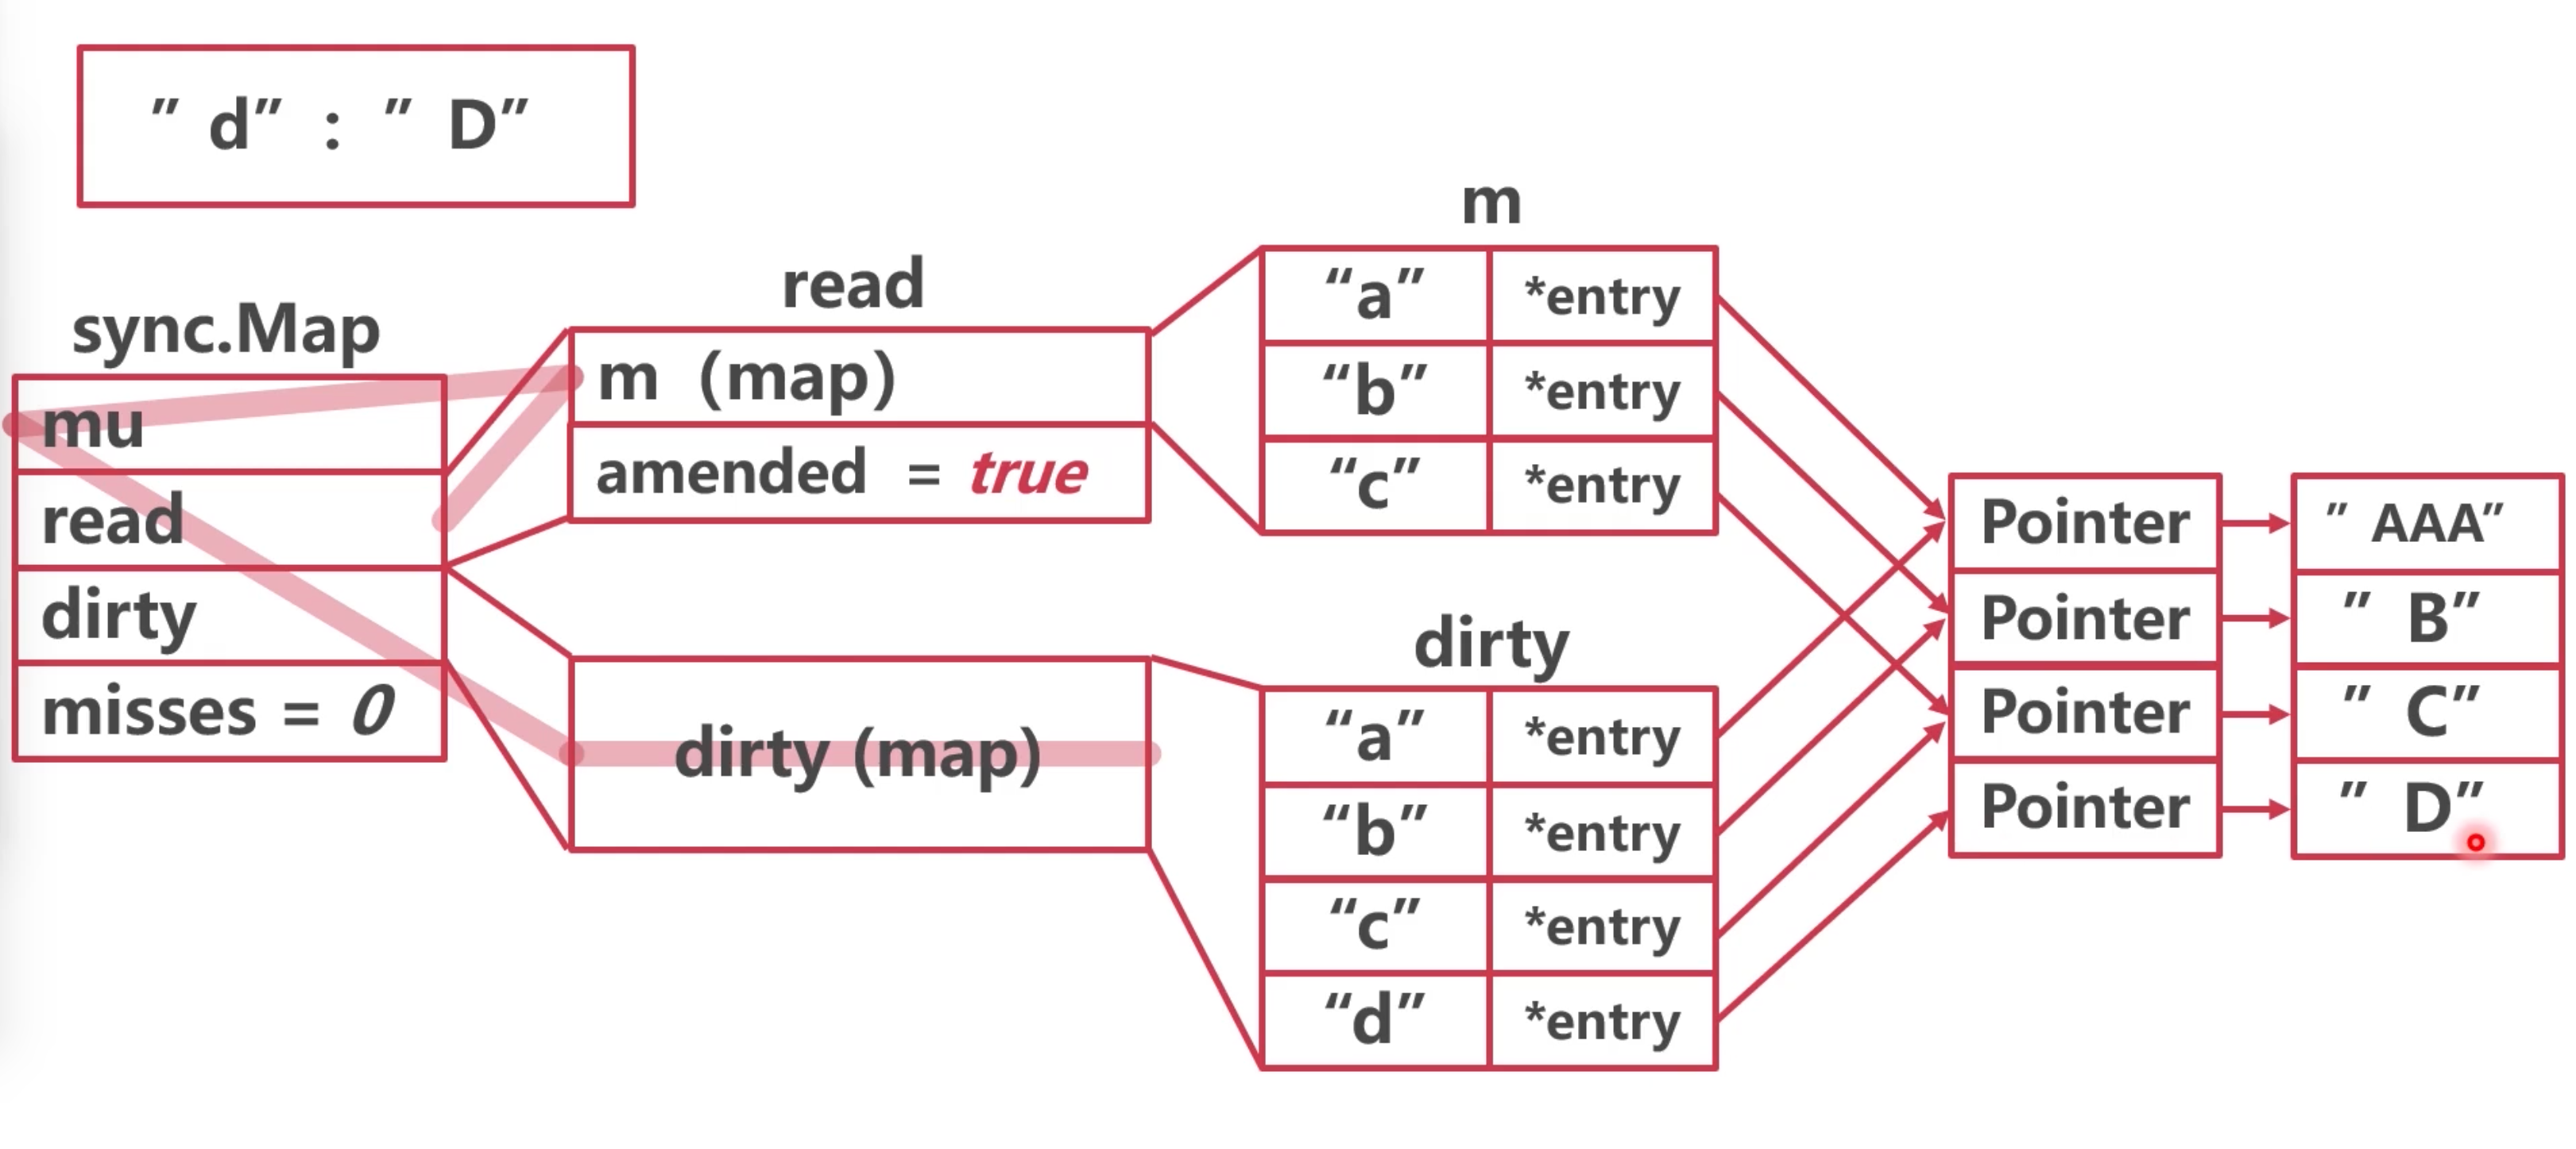 ” d” : ” D”
sync.Map
mu
read
dirty
misses = 0
read
m (map)
amended = true
dirty (map)
m
“a” *entry
“b” *entry
“c” *entry
dirty
“a” *entry
“b” *entry
“c” *entry
“d” *entry
Pointer ” AAA”
Pointer ” B”
Pointer ” C”
Pointer ” D”